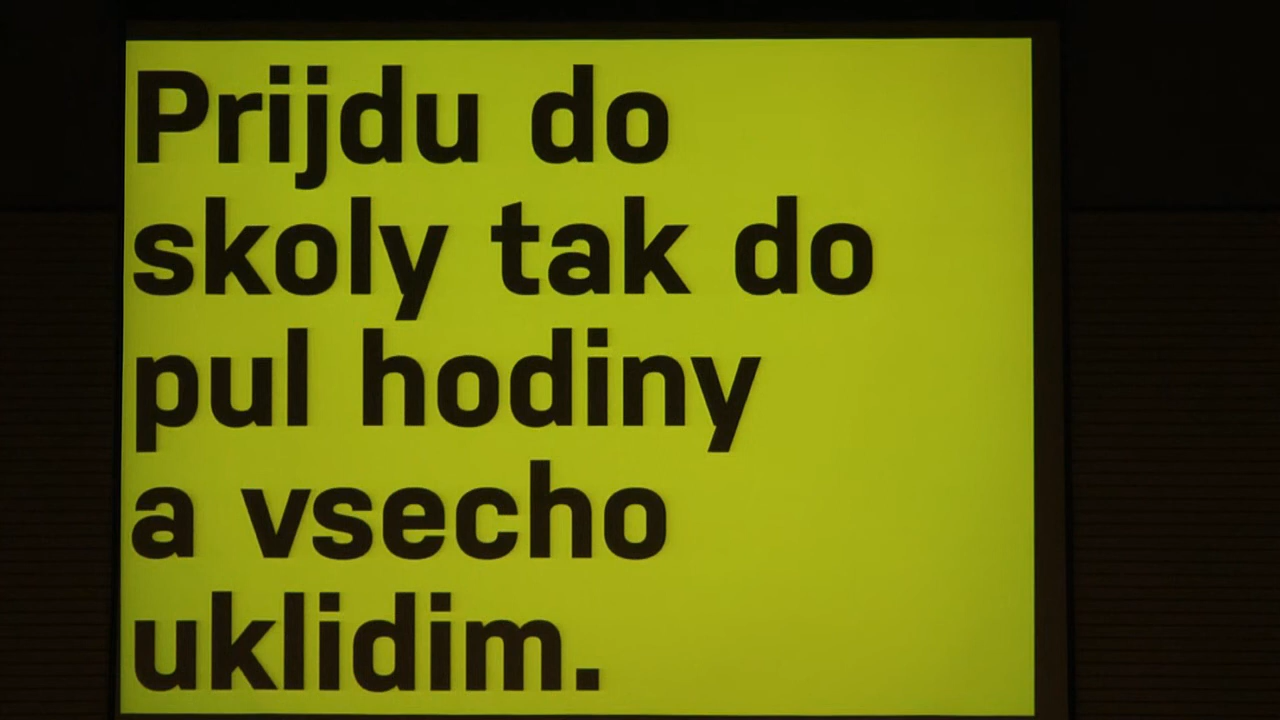 Prijdu do
skoly tak do
pul hodiny
a vsecho
uklidim.